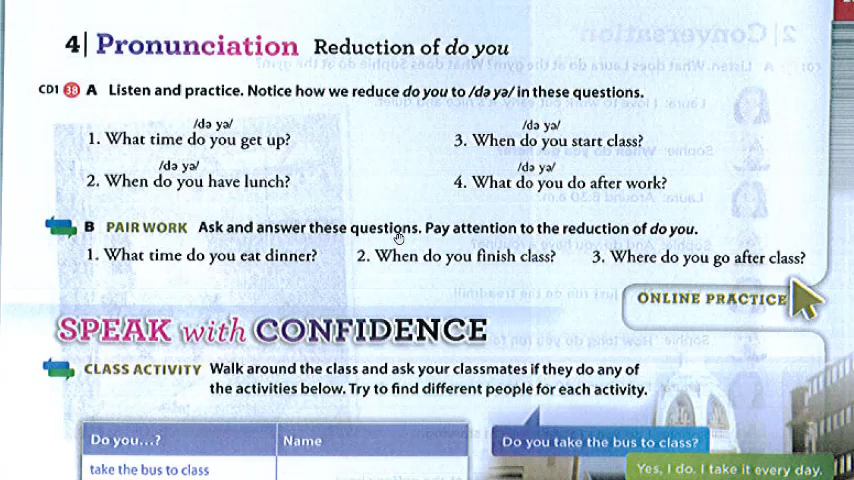 4 | Pronunciation Reduction of do you
CD1 38 A Listen and practice. Notice how we reduce do you to /də yə/ in these questions.
/də yə/
1. What time do you get up?
/də yə/
2. When do you have lunch?
/də yə/
3. When do you start class?
/də yə/
4. What do you do after work?
B PAIR WORK Ask and answer these questions. Pay attention to the reduction of do you.
1. What time do you eat dinner? 2. When do you finish class? 3. Where do you go after class?
ONLINE PRACTICE
SPEAK with CONFIDENCE
CLASS ACTIVITY Walk around the class and ask your classmates if they do any of
the activities below. Try to find different people for each activity.
Do you...? Name
take the bus to class
Do you take the bus to class?
Yes, I do. I take it every day.